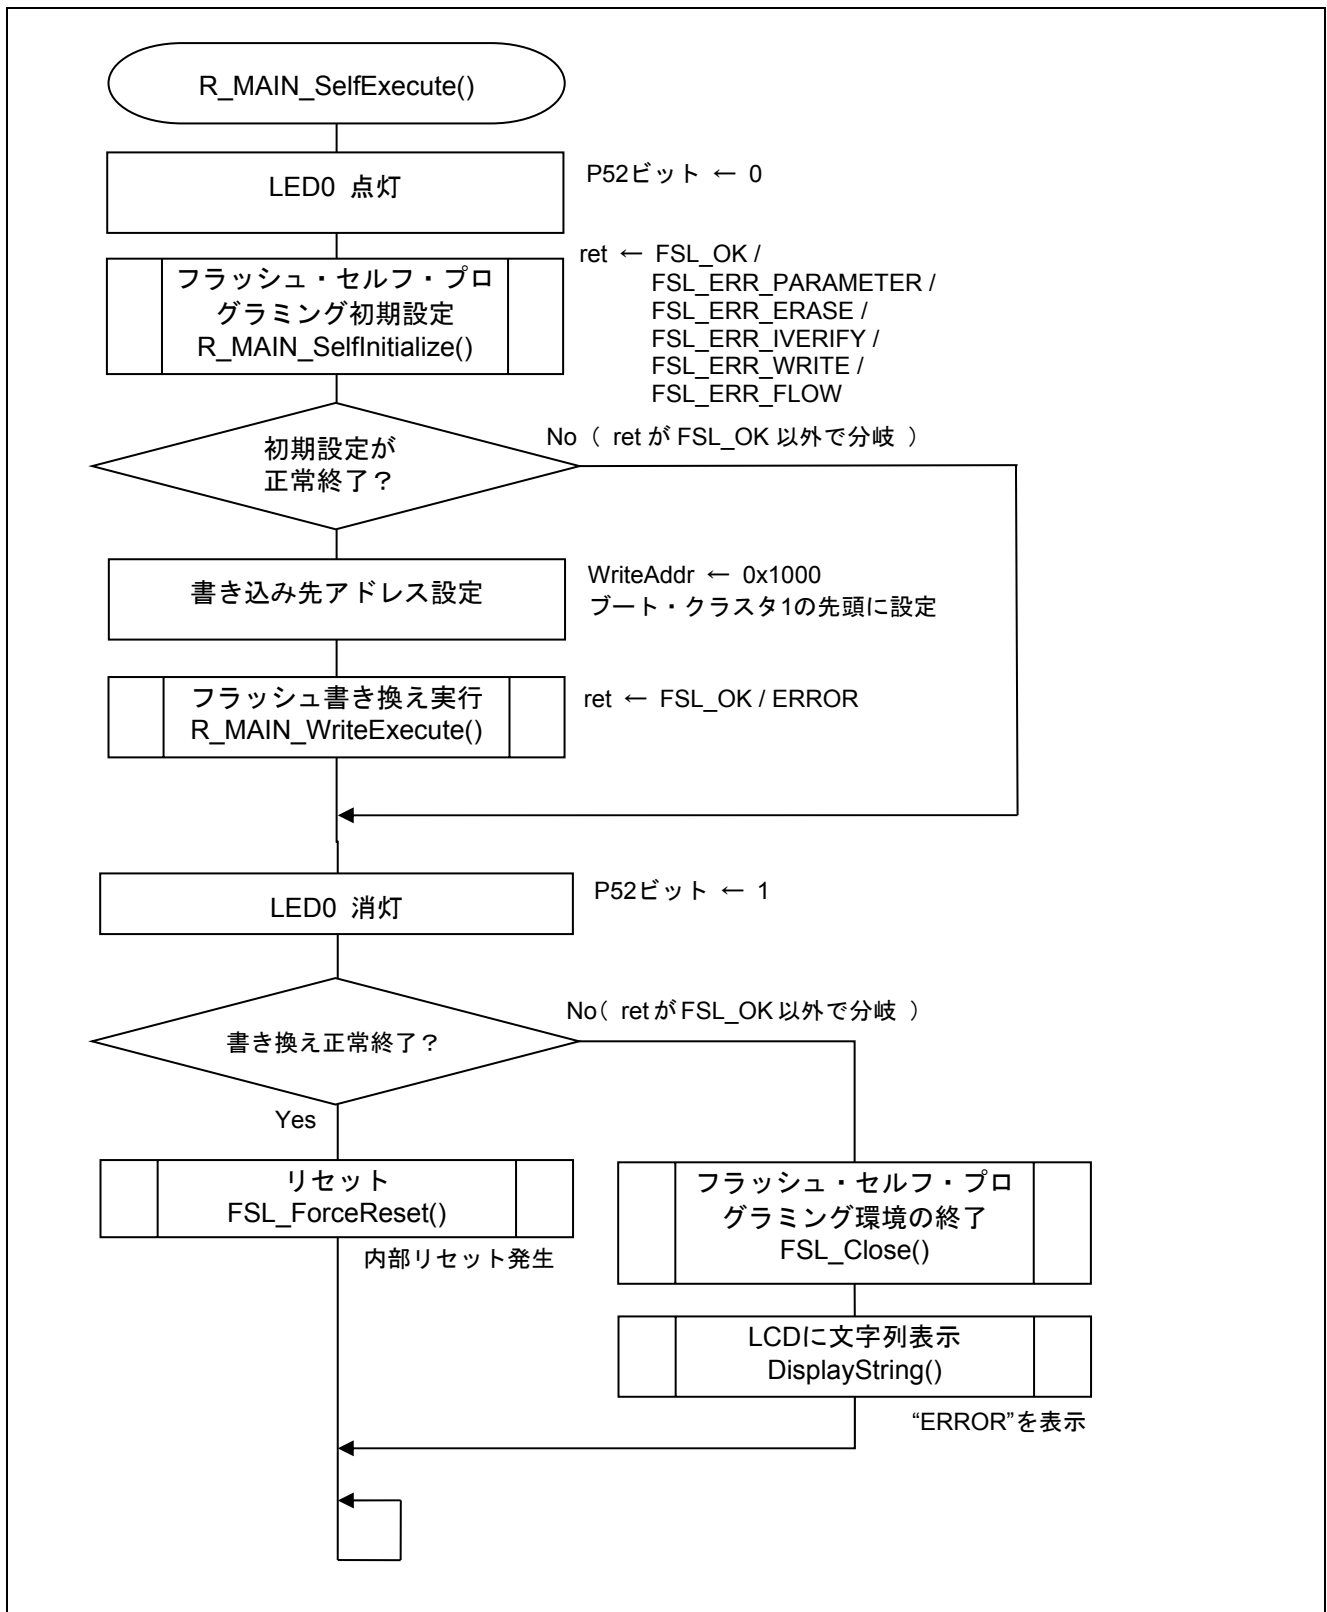 R_MAIN_SelfExecute()
LED0 点灯
P52ビット ← 0
フラッシュ・セルフ・プロ
グラミング初期設定
R_MAIN_SelfInitialize()
ret ← FSL_OK /
FSL_ERR_PARAMETER /
FSL_ERR_ERASE /
FSL_ERR_IVERIFY /
FSL_ERR_WRITE /
FSL_ERR_FLOW
初期設定が
正常終了？
No （ ret が FSL_OK 以外で分岐 ）
書き込み先アドレス設定
WriteAddr ← 0x1000
ブート・クラスタ1の先頭に設定
フラッシュ書き換え実行
R_MAIN_WriteExecute()
ret ← FSL_OK / ERROR
LED0 消灯
P52ビット ← 1
書き換え正常終了？
No（ ret が FSL_OK 以外で分岐 ）
Yes
リセット
FSL_ForceReset()
内部リセット発生
フラッシュ・セルフ・プロ
グラミング環境の終了
FSL_Close()
LCDに文字列表示
DisplayString()
“ERROR”を表示